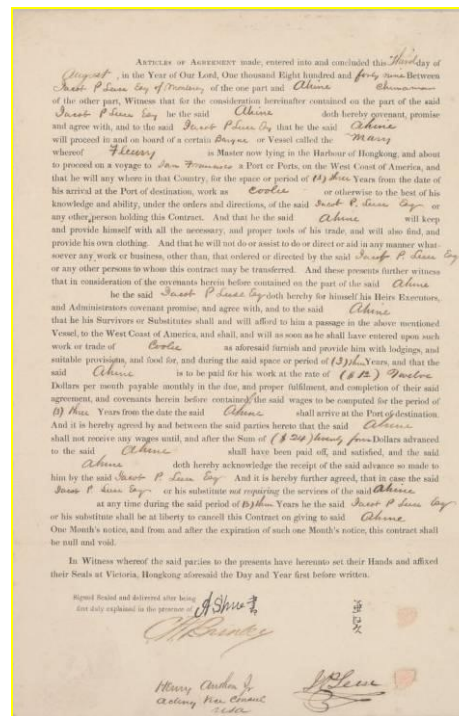 ARTICLES OF AGREEMENT made, entered into and concluded this Third day of
August, in the Year of Our Lord, One thousand Eight hundred and forty nine Between
Jacob P Leese Esq of Monterey of the one part and Ahine Chinaman
of the other part, Witness that for the consideration hereinafter contained on the part of the said
Jacob P Leese Esq he the said Ahine doth hereby covenant, promise
and agree with, and to the said Jacob P Leese Esq that he the said Ahine
will proceed in and on board of a certain Brigue or Vessel called the Mary
whereof Fleury is Master now lying in the Harbour of Hongkong, and about
to proceed on a voyage to San Francisco a Port or Ports, on the West Coast of America, and
that he will any where in that Country, for the space or period of (3) three Years from the date of
his arrival at the Port of destination, work as Coolie or otherwise to the best of his
knowledge and ability, under the orders and directions, of the said Jacob P. Leese Esq or
any other person holding this Contract. And that he the said Ahine will keep
and provide himself with all the necessary, and proper tools of his trade, and will also find, and
provide his own clothing. And that he will not do or assist to do or direct or aid in any manner what-
soever any work or business, other than, that ordered or directed by the said Jacob P. Leese Esq
or any other persons to whom this contract may be transferred. And these presents further witness
that in consideration of the covenants herein before contained on the part of the said Ahine
he the said Jacob P Leese Esq doth hereby for himself his Heirs Executors,
and Administrators covenant promise, and agree with, and to the said Ahine
that he his Survivors or Substitutes shall and will afford to him a passage in the above mentioned
Vessel, to the West Coast of America, and shall, and will as soon as he shall have entered upon such
work or trade of Coolie as aforesaid furnish and provide him with lodgings, and
suitable provisions, and food for, and during the said space or period of (3) three Years, and that the
said Ahine is to be paid for his work at the rate of ($12) Twelve
Dollars per month payable monthly in the due, and proper fulfilment, and completion of their said
agreement, and covenants herein before contained, the said wages to be computed for the period of
(3) three Years from the date the said Ahine shall arrive at the Port of destination.
And it is hereby agreed by and between the said parties hereto that the said Ahine
shall not receive any wages until, and after the Sum of ($24) twenty four Dollars advanced
to the said Ahine shall have been paid off, and satisfied, and the said
Ahine doth hereby acknowledge the receipt of the said advance so made to
him by the said Jacob P. Leese Esq And it is hereby further agreed, that in case the said
Jacob P. Leese Esq or his substitute not requiring the services of the said Ahine
at any time during the said period of (3) three Years he the said Jacob P. Leese Esq
or his substitute shall be at liberty to cancell this Contract on giving to said Ahine
One Month's notice, and from and after the expiration of such one Month's notice, this contract shall
be null and void.
In Witness whereof the said parties to the presents have hereunto set their Hands and affixed
their Seals at Victoria, Hongkong aforesaid the Day and Year first before written.
Signed Sealed and delivered after being
first duly explained in the presence of
Henry Anthon Jr
Acting Vice Consul
USA
J P Leese